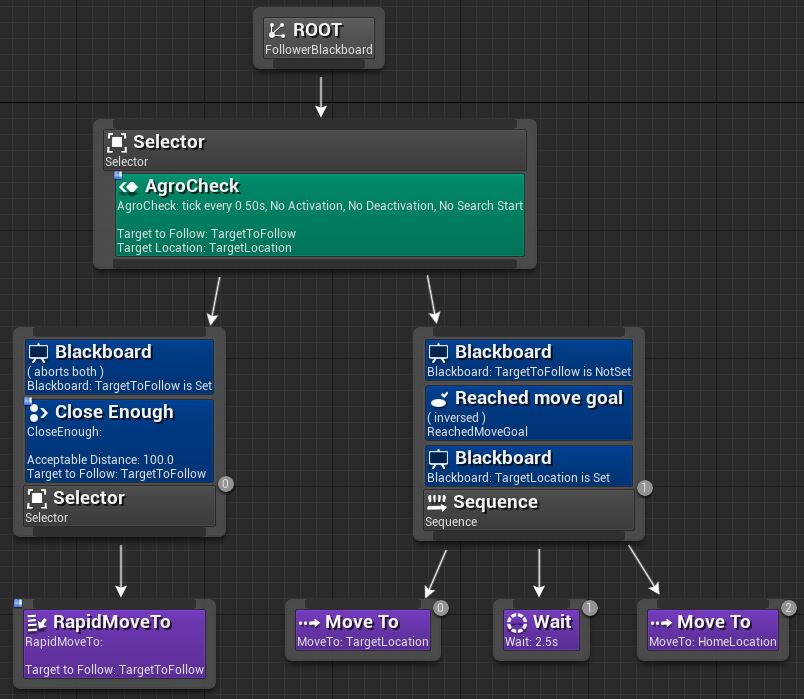 ROOT
FollowerBlackboard
Selector
Selector
AgroCheck
AgroCheck: tick every 0.50s, No Activation, No Deactivation, No Search Start
Target to Follow: TargetToFollow
Target Location: TargetLocation
Blackboard
( aborts both )
Blackboard: TargetToFollow is Set
Close Enough
CloseEnough:
Acceptable Distance: 100.0
Target to Follow: TargetToFollow
0
Selector
Selector
Blackboard
Blackboard: TargetToFollow is NotSet
Reached move goal
( inversed )
ReachedMoveGoal
Blackboard
Blackboard: TargetLocation is Set
1
Sequence
Sequence
RapidMoveTo
RapidMoveTo:
Target to Follow: TargetToFollow
0
Move To
MoveTo: TargetLocation
1
Wait
Wait: 2.5s
2
Move To
MoveTo: HomeLocation